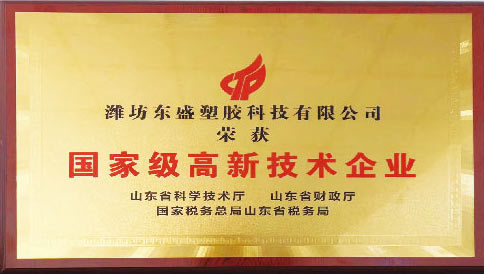 潍坊东盛塑胶科技有限公司
荣 获
国家级高新技术企业
山东省科学技术厅 山东省财政厅
国家税务总局山东省税务局